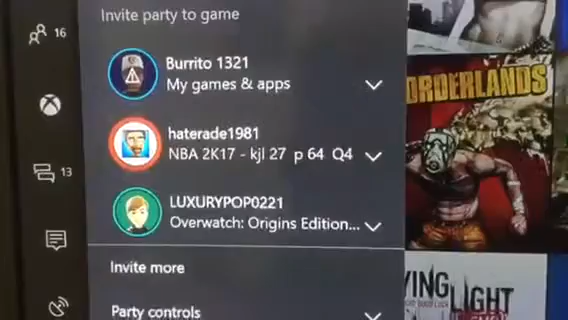 Invite party to game
16
Burrito 1321
My games & apps
haterade1981
NBA 2K17 - kjl 27 p 64 Q4
13
LUXURYPOP0221
Overwatch: Origins Edition...
Invite more
Party controls
ORDERLANDS
YING LIGHT